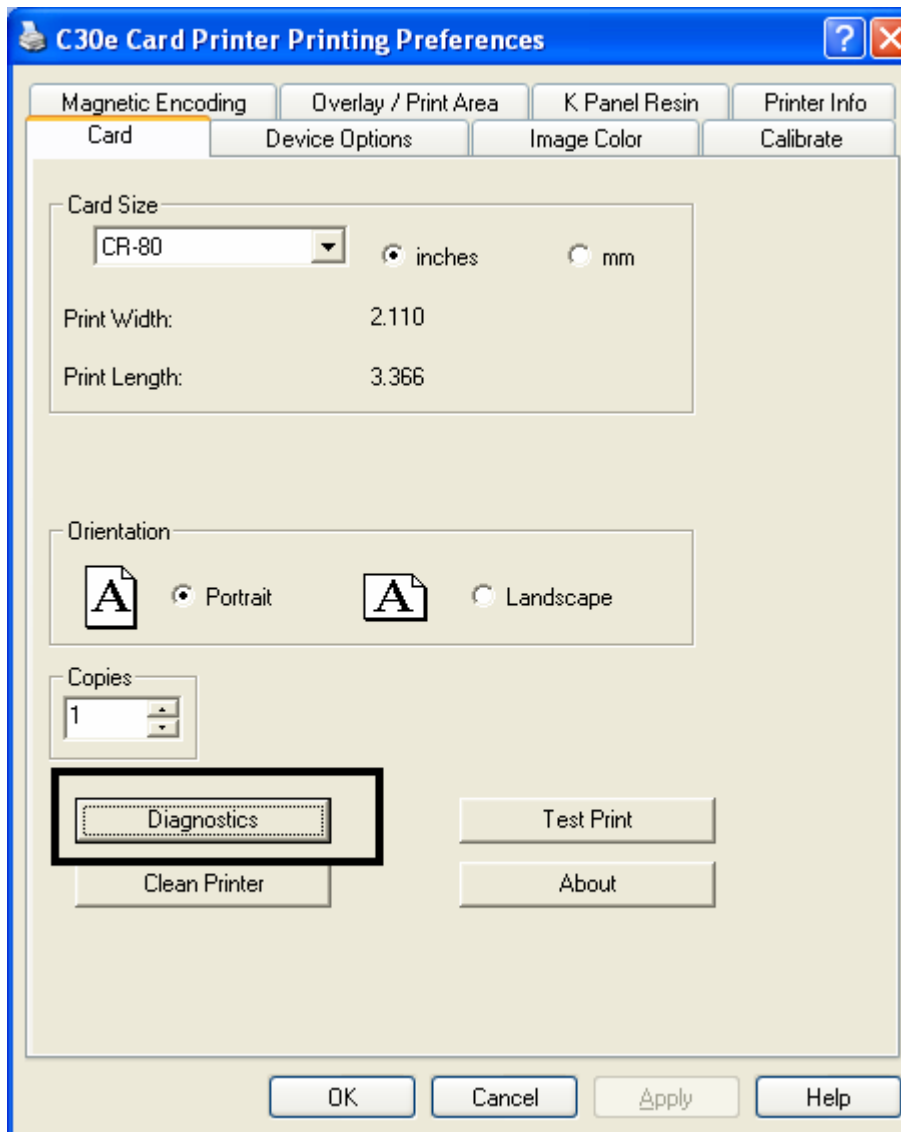 C30e Card Printer Printing Preferences
Magnetic Encoding Overlay / Print Area K Panel Resin Printer Info
Card Device Options Image Color Calibrate
Card Size
CR-80 inches mm
Print Width: 2.110
Print Length: 3.366
Orientation
A Portrait A Landscape
Copies
1
Diagnostics Test Print
Clean Printer About
OK Cancel Apply Help